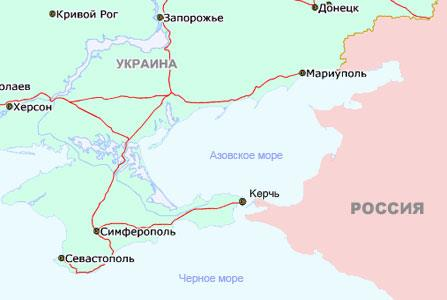 Кривой Рог
Запорожье
Донецк
УКРАИНА
Мариуполь
олаев
Херсон
Азовское море
Керчь
РОССИЯ
Симферополь
Севастополь
Черное море